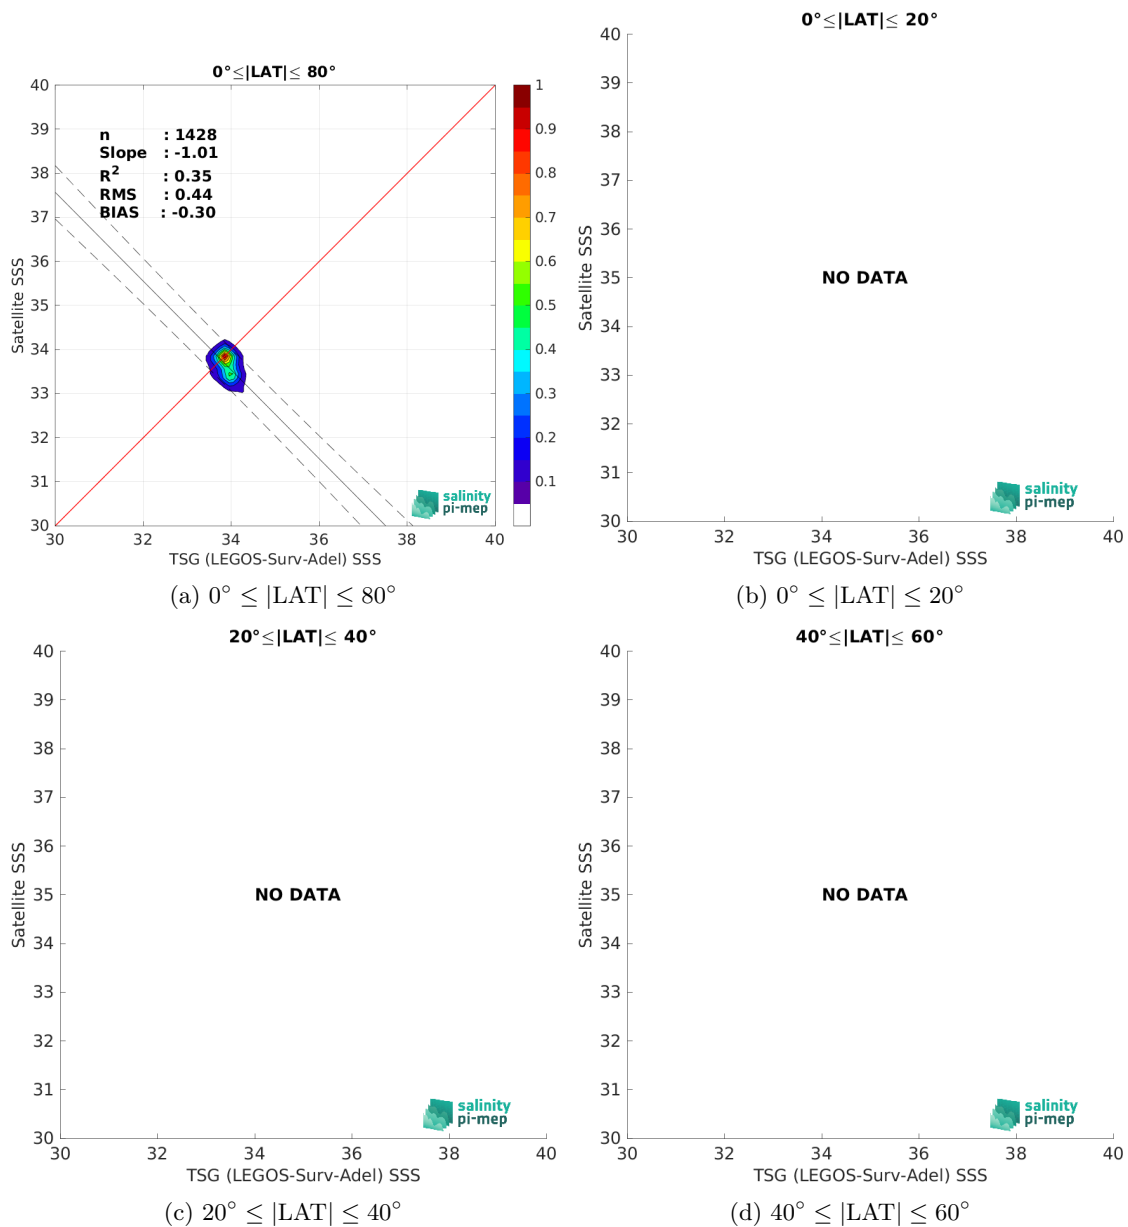 0°≤|LAT|≤ 80°
40
39
38
37
36
35
34
33
32
31
30
Satellite SSS
n : 1428
Slope : -1.01
R² : 0.35
RMS : 0.44
BIAS : -0.30
salinity
pi-mep
30 32 34 36 38 40
TSG (LEGOS-Surv-Adel) SSS
1
0.9
0.8
0.7
0.6
0.5
0.4
0.3
0.2
0.1
(a) 0° ≤ |LAT| ≤ 80°
0°≤|LAT|≤ 20°
40
39
38
37
36
35
34
33
32
31
30
Satellite SSS
NO DATA
salinity
pi-mep
30 32 34 36 38 40
TSG (LEGOS-Surv-Adel) SSS
(b) 0° ≤ |LAT| ≤ 20°
20°≤|LAT|≤ 40°
40
39
38
37
36
35
34
33
32
31
30
Satellite SSS
NO DATA
salinity
pi-mep
30 32 34 36 38 40
TSG (LEGOS-Surv-Adel) SSS
(c) 20° ≤ |LAT| ≤ 40°
40°≤|LAT|≤ 60°
40
39
38
37
36
35
34
33
32
31
30
Satellite SSS
NO DATA
salinity
pi-mep
30 32 34 36 38 40
TSG (LEGOS-Surv-Adel) SSS
(d) 40° ≤ |LAT| ≤ 60°